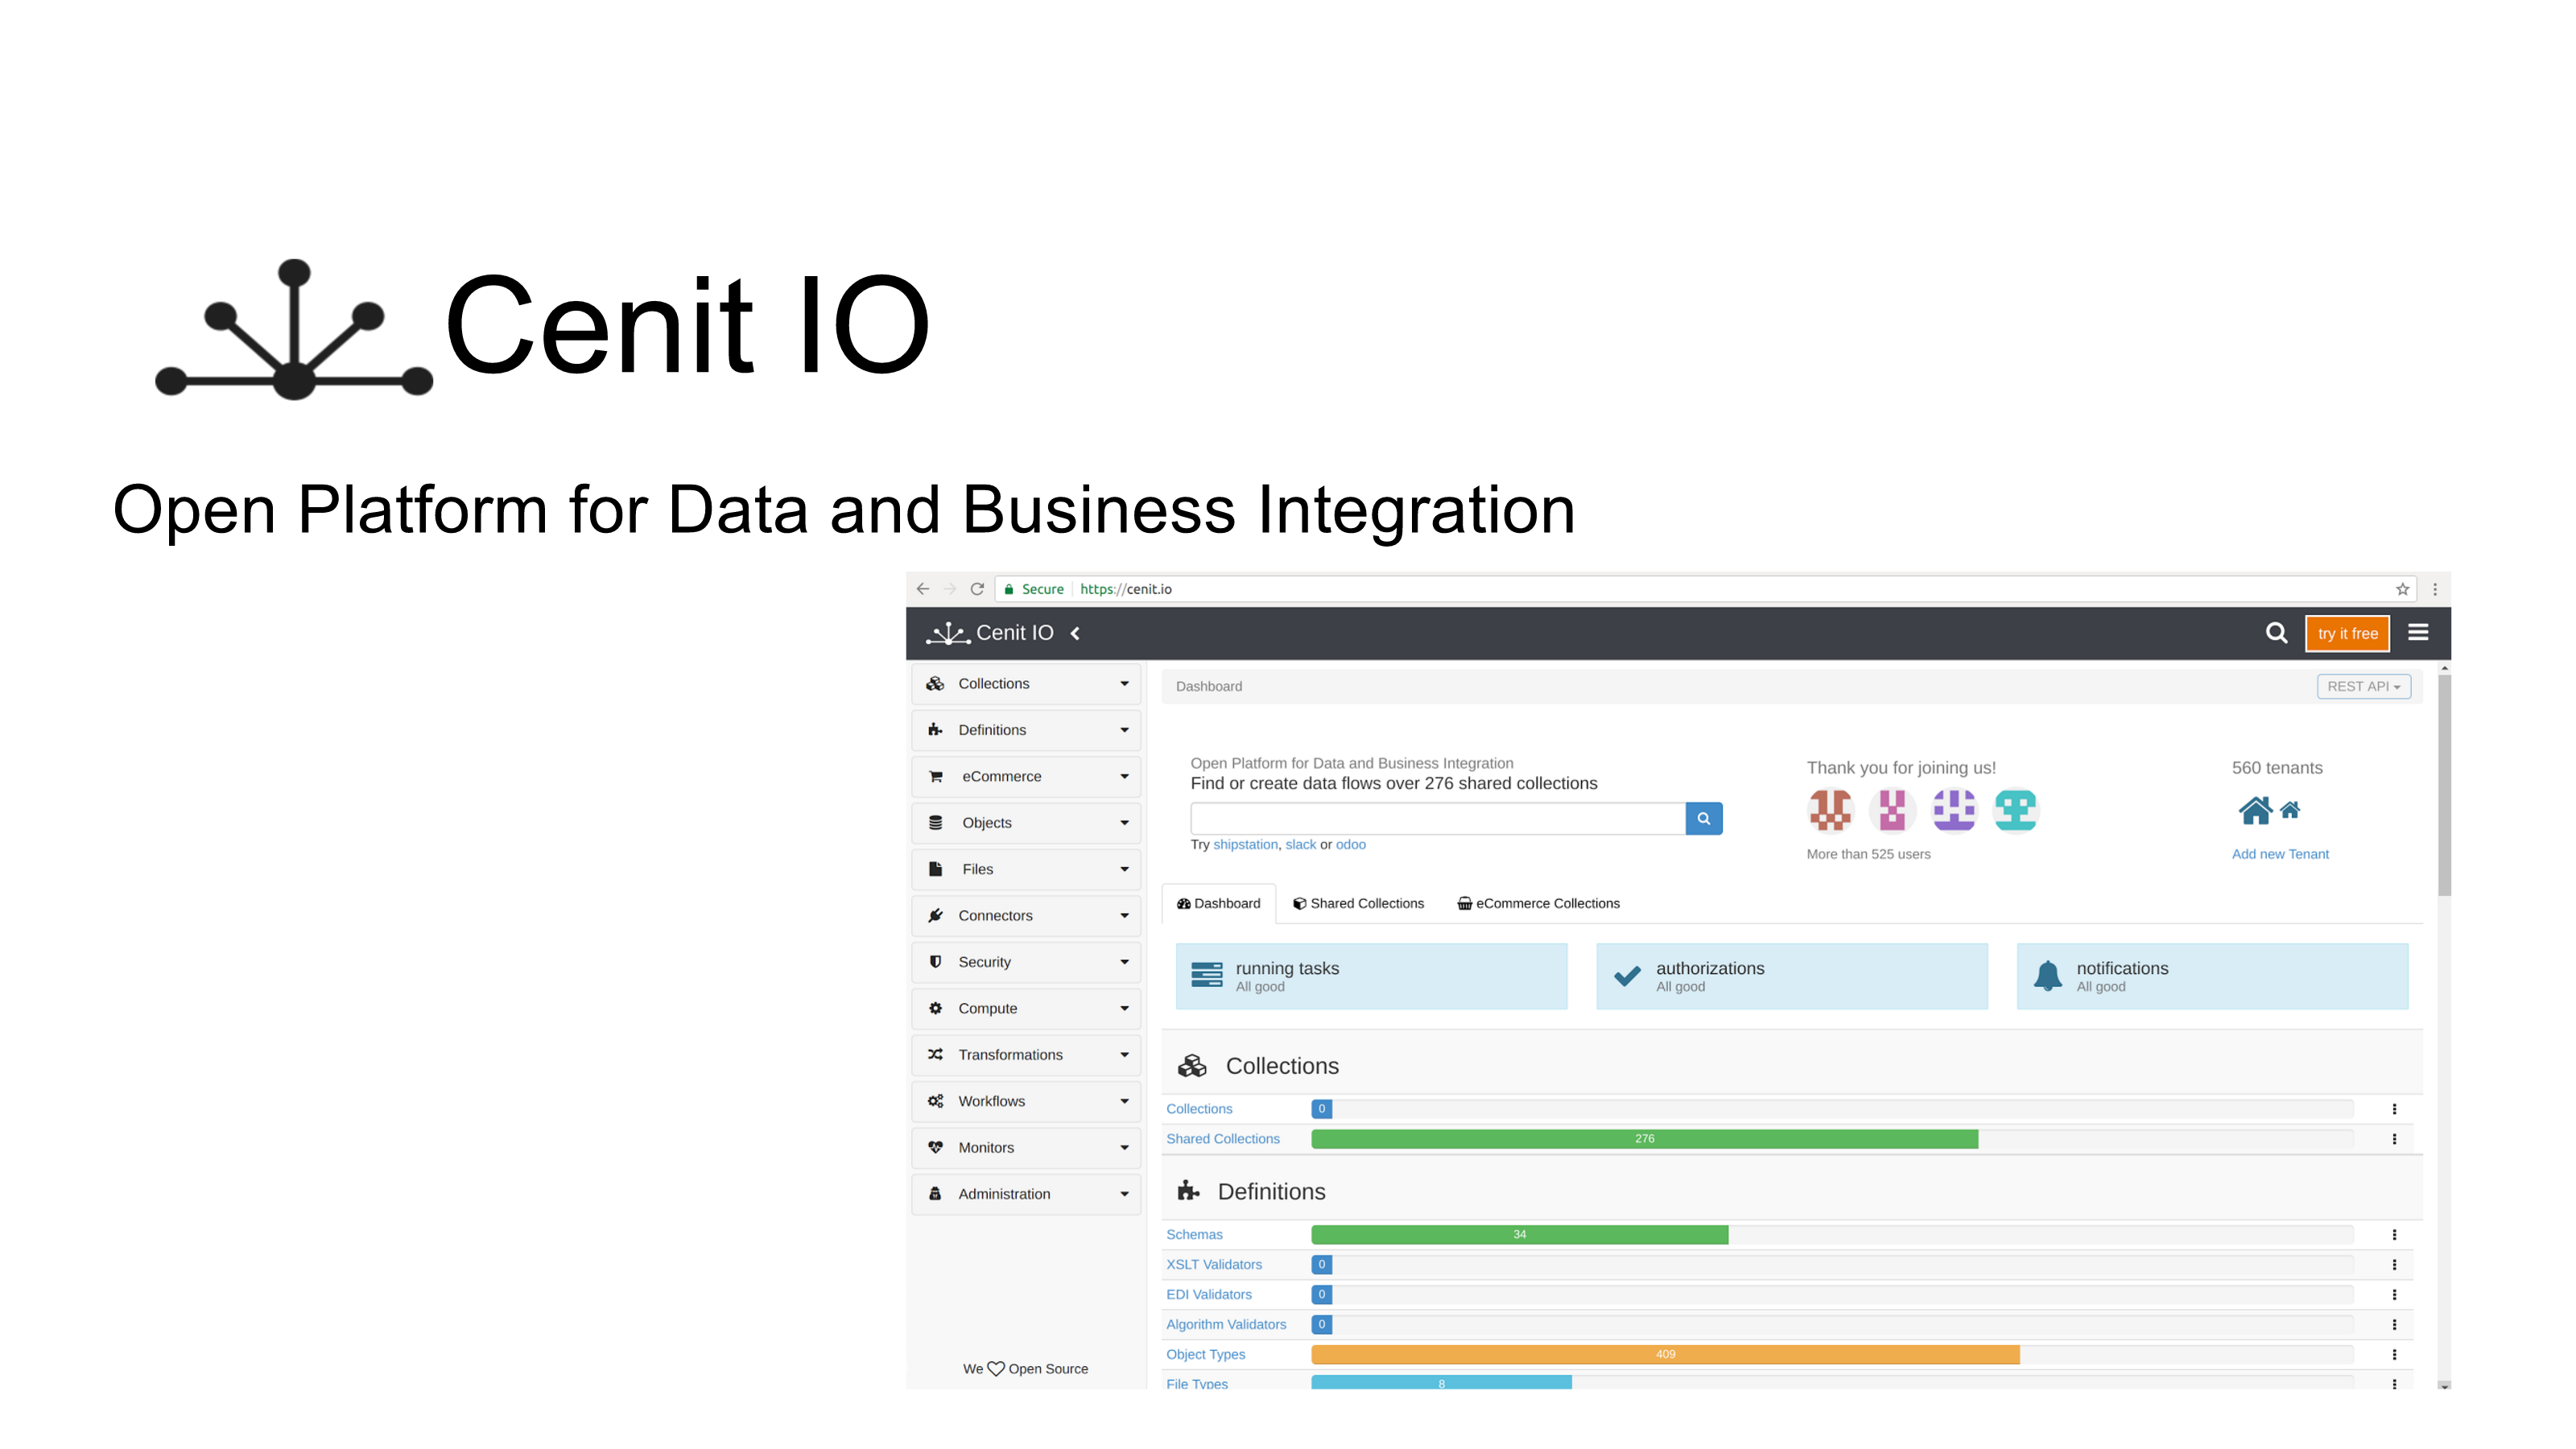 Cenit IO
Open Platform for Data and Business Integration
Secure https://cenit.io
Cenit IO
try it free
Collections
Definitions
eCommerce
Objects
Files
Connectors
Security
Compute
Transformations
Workflows
Monitors
Administration
We Open Source
Dashboard
REST API
Open Platform for Data and Business Integration
Find or create data flows over 276 shared collections
Try shipstation, slack or odoo
Thank you for joining us!
More than 525 users
560 tenants
Add new Tenant
Dashboard Shared Collections eCommerce Collections
running tasks
All good
authorizations
All good
notifications
All good
Collections
Collections 0
Shared Collections 276
Definitions
Schemas 34
XSLT Validators 0
EDI Validators 0
Algorithm Validators 0
Object Types 409
File Types 8